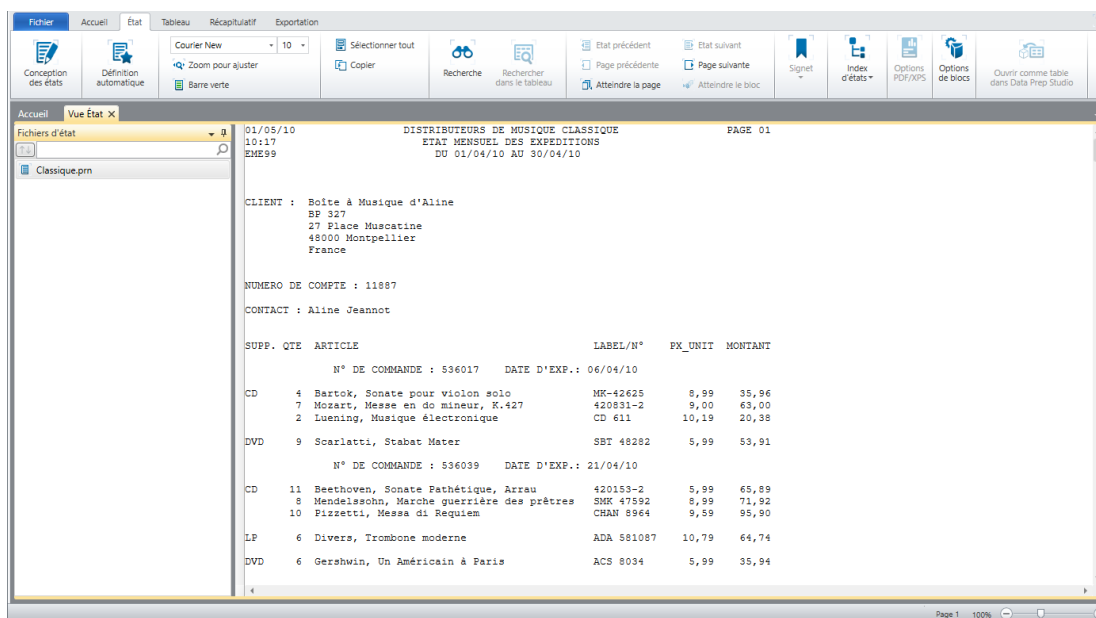 Fichier Accueil État Tableau Récapitulatif Exportation
Courier New 10 Sélectionner tout Etat précédent Etat suivant
Zoom pour ajuster Copier Page précédente Page suivante
Barre verte Atteindre la page Atteindre le bloc
Conception des états
Définition automatique
Recherche
Rechercher dans le tableau
Signet
Index d'états
Options PDF/XPS
Options de blocs
Ouvrir comme table dans Data Prep Studio
Accueil Vue État
Fichiers d'état
Classique.prn
01/05/10 DISTRIBUTEURS DE MUSIQUE CLASSIQUE PAGE 01
10:17 ETAT MENSUEL DES EXPEDITIONS
EME99 DU 01/04/10 AU 30/04/10
CLIENT : Boîte à Musique d'Aline
BP 327
27 Place Muscatine
48000 Montpellier
France
NUMERO DE COMPTE : 11887
CONTACT : Aline Jeannot
SUPP. QTE ARTICLE LABEL/N° PX_UNIT MONTANT
N° DE COMMANDE : 536017 DATE D'EXP.: 06/04/10
CD 4 Bartok, Sonate pour violon solo MK-42625 8,99 35,96
7 Mozart, Messe en do mineur, K.427 420831-2 9,00 63,00
2 Luening, Musique électronique CD 611 10,19 20,38
DVD 9 Scarlatti, Stabat Mater SBT 48282 5,99 53,91
N° DE COMMANDE : 536039 DATE D'EXP.: 21/04/10
CD 11 Beethoven, Sonate Pathétique, Arrau 420153-2 5,99 65,89
8 Mendelssohn, Marche guerrière des prêtres SMK 47592 8,99 71,92
10 Pizzetti, Messa di Requiem CHAN 8964 9,59 95,90
LP 6 Divers, Trombone moderne ADA 581087 10,79 64,74
DVD 6 Gershwin, Un Américain à Paris ACS 8034 5,99 35,94
Page 1 100%